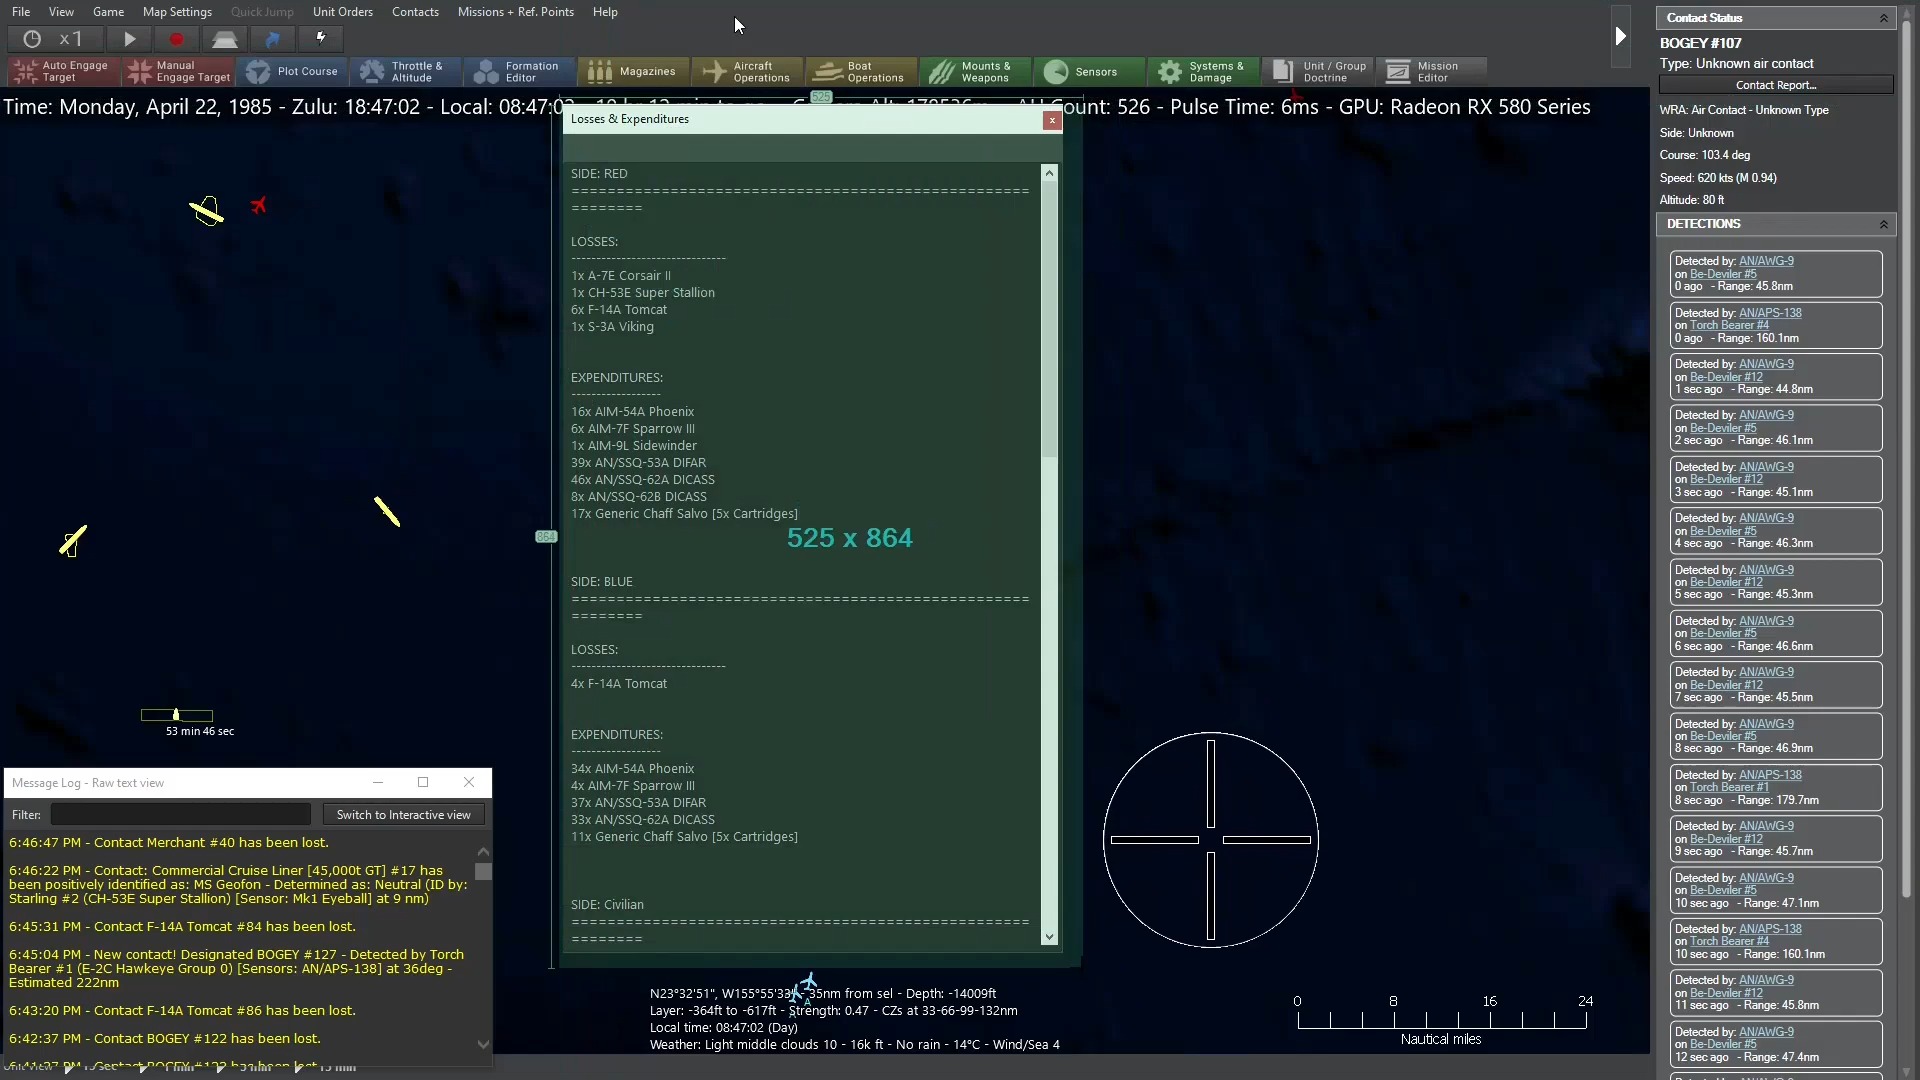 File View Game Map Settings Quick Jump Unit Orders Contacts Missions + Ref. Points Help
x1
Auto Engage Target
Manual Engage Target
Plot Course
Throttle & Altitude
Formation Editor
Magazines
Aircraft Operations
Boat Operations
Mounts & Weapons
Sensors
Systems & Damage
Unit / Group Doctrine
Mission Editor
Time: Monday, April 22, 1985 - Zulu: 18:47:02 - Local: 08:47:02
Count: 526 - Pulse Time: 6ms - GPU: Radeon RX 580 Series
525
Losses & Expenditures
x
SIDE: RED
======================================================
========
LOSSES:
-------------------------------
1x A-7E Corsair II
1x CH-53E Super Stallion
6x F-14A Tomcat
1x S-3A Viking
EXPENDITURES:
------------------
16x AIM-54A Phoenix
6x AIM-7F Sparrow III
1x AIM-9L Sidewinder
39x AN/SSQ-53A DIFAR
46x AN/SSQ-62A DICASS
8x AN/SSQ-62B DICASS
17x Generic Chaff Salvo [5x Cartridges]
525 x 864
864
SIDE: BLUE
======================================================
========
LOSSES:
-------------------------------
4x F-14A Tomcat
EXPENDITURES:
------------------
34x AIM-54A Phoenix
4x AIM-7F Sparrow III
37x AN/SSQ-53A DIFAR
33x AN/SSQ-62A DICASS
11x Generic Chaff Salvo [5x Cartridges]
SIDE: Civilian
======================================================
========
53 min 46 sec
Message Log - Raw text view
Filter:
Switch to Interactive view
6:46:47 PM - Contact Merchant #40 has been lost.
6:46:22 PM - Contact: Commercial Cruise Liner [45,000t GT] #17 has
been positively identified as: MS Geofon - Determined as: Neutral (ID by:
Starling #2 (CH-53E Super Stallion) [Sensor: Mk1 Eyeball] at 9 nm)
6:45:31 PM - Contact F-14A Tomcat #84 has been lost.
6:45:04 PM - New contact! Designated BOGEY #127 - Detected by Torch
Bearer #1 (E-2C Hawkeye Group 0) [Sensors: AN/APS-138] at 36deg -
Estimated 222nm
6:43:20 PM - Contact F-14A Tomcat #86 has been lost.
6:42:37 PM - Contact BOGEY #122 has been lost.
N23°32'51", W155°55'33" - 35nm from sel - Depth: -14009ft
Layer: -364ft to -617ft - Strength: 0.47 - CZs at 33-66-99-132nm
Local time: 08:47:02 (Day)
Weather: Light middle clouds 10 - 16k ft - No rain - 14°C - Wind/Sea 4
0 8 16 24
Nautical miles
Contact Status
BOGEY #107
Type: Unknown air contact
Contact Report...
WRA: Air Contact - Unknown Type
Side: Unknown
Course: 103.4 deg
Speed: 620 kts (M 0.94)
Altitude: 80 ft
DETECTIONS
Detected by: AN/AWG-9
on Be-Deviler #5
0 ago - Range: 45.8nm
Detected by: AN/APS-138
on Torch Bearer #4
0 ago - Range: 160.1nm
Detected by: AN/AWG-9
on Be-Deviler #12
1 sec ago - Range: 44.8nm
Detected by: AN/AWG-9
on Be-Deviler #5
2 sec ago - Range: 46.1nm
Detected by: AN/AWG-9
on Be-Deviler #12
3 sec ago - Range: 45.1nm
Detected by: AN/AWG-9
on Be-Deviler #5
4 sec ago - Range: 46.3nm
Detected by: AN/AWG-9
on Be-Deviler #12
5 sec ago - Range: 45.3nm
Detected by: AN/AWG-9
on Be-Deviler #5
6 sec ago - Range: 46.6nm
Detected by: AN/AWG-9
on Be-Deviler #12
7 sec ago - Range: 45.5nm
Detected by: AN/AWG-9
on Be-Deviler #5
8 sec ago - Range: 46.9nm
Detected by: AN/APS-138
on Torch Bearer #1
8 sec ago - Range: 179.7nm
Detected by: AN/AWG-9
on Be-Deviler #12
9 sec ago - Range: 45.7nm
Detected by: AN/AWG-9
on Be-Deviler #5
10 sec ago - Range: 47.1nm
Detected by: AN/APS-138
on Torch Bearer #4
10 sec ago - Range: 160.1nm
Detected by: AN/AWG-9
on Be-Deviler #12
11 sec ago - Range: 45.8nm
Detected by: AN/AWG-9
on Be-Deviler #5
12 sec ago - Range: 47.4nm